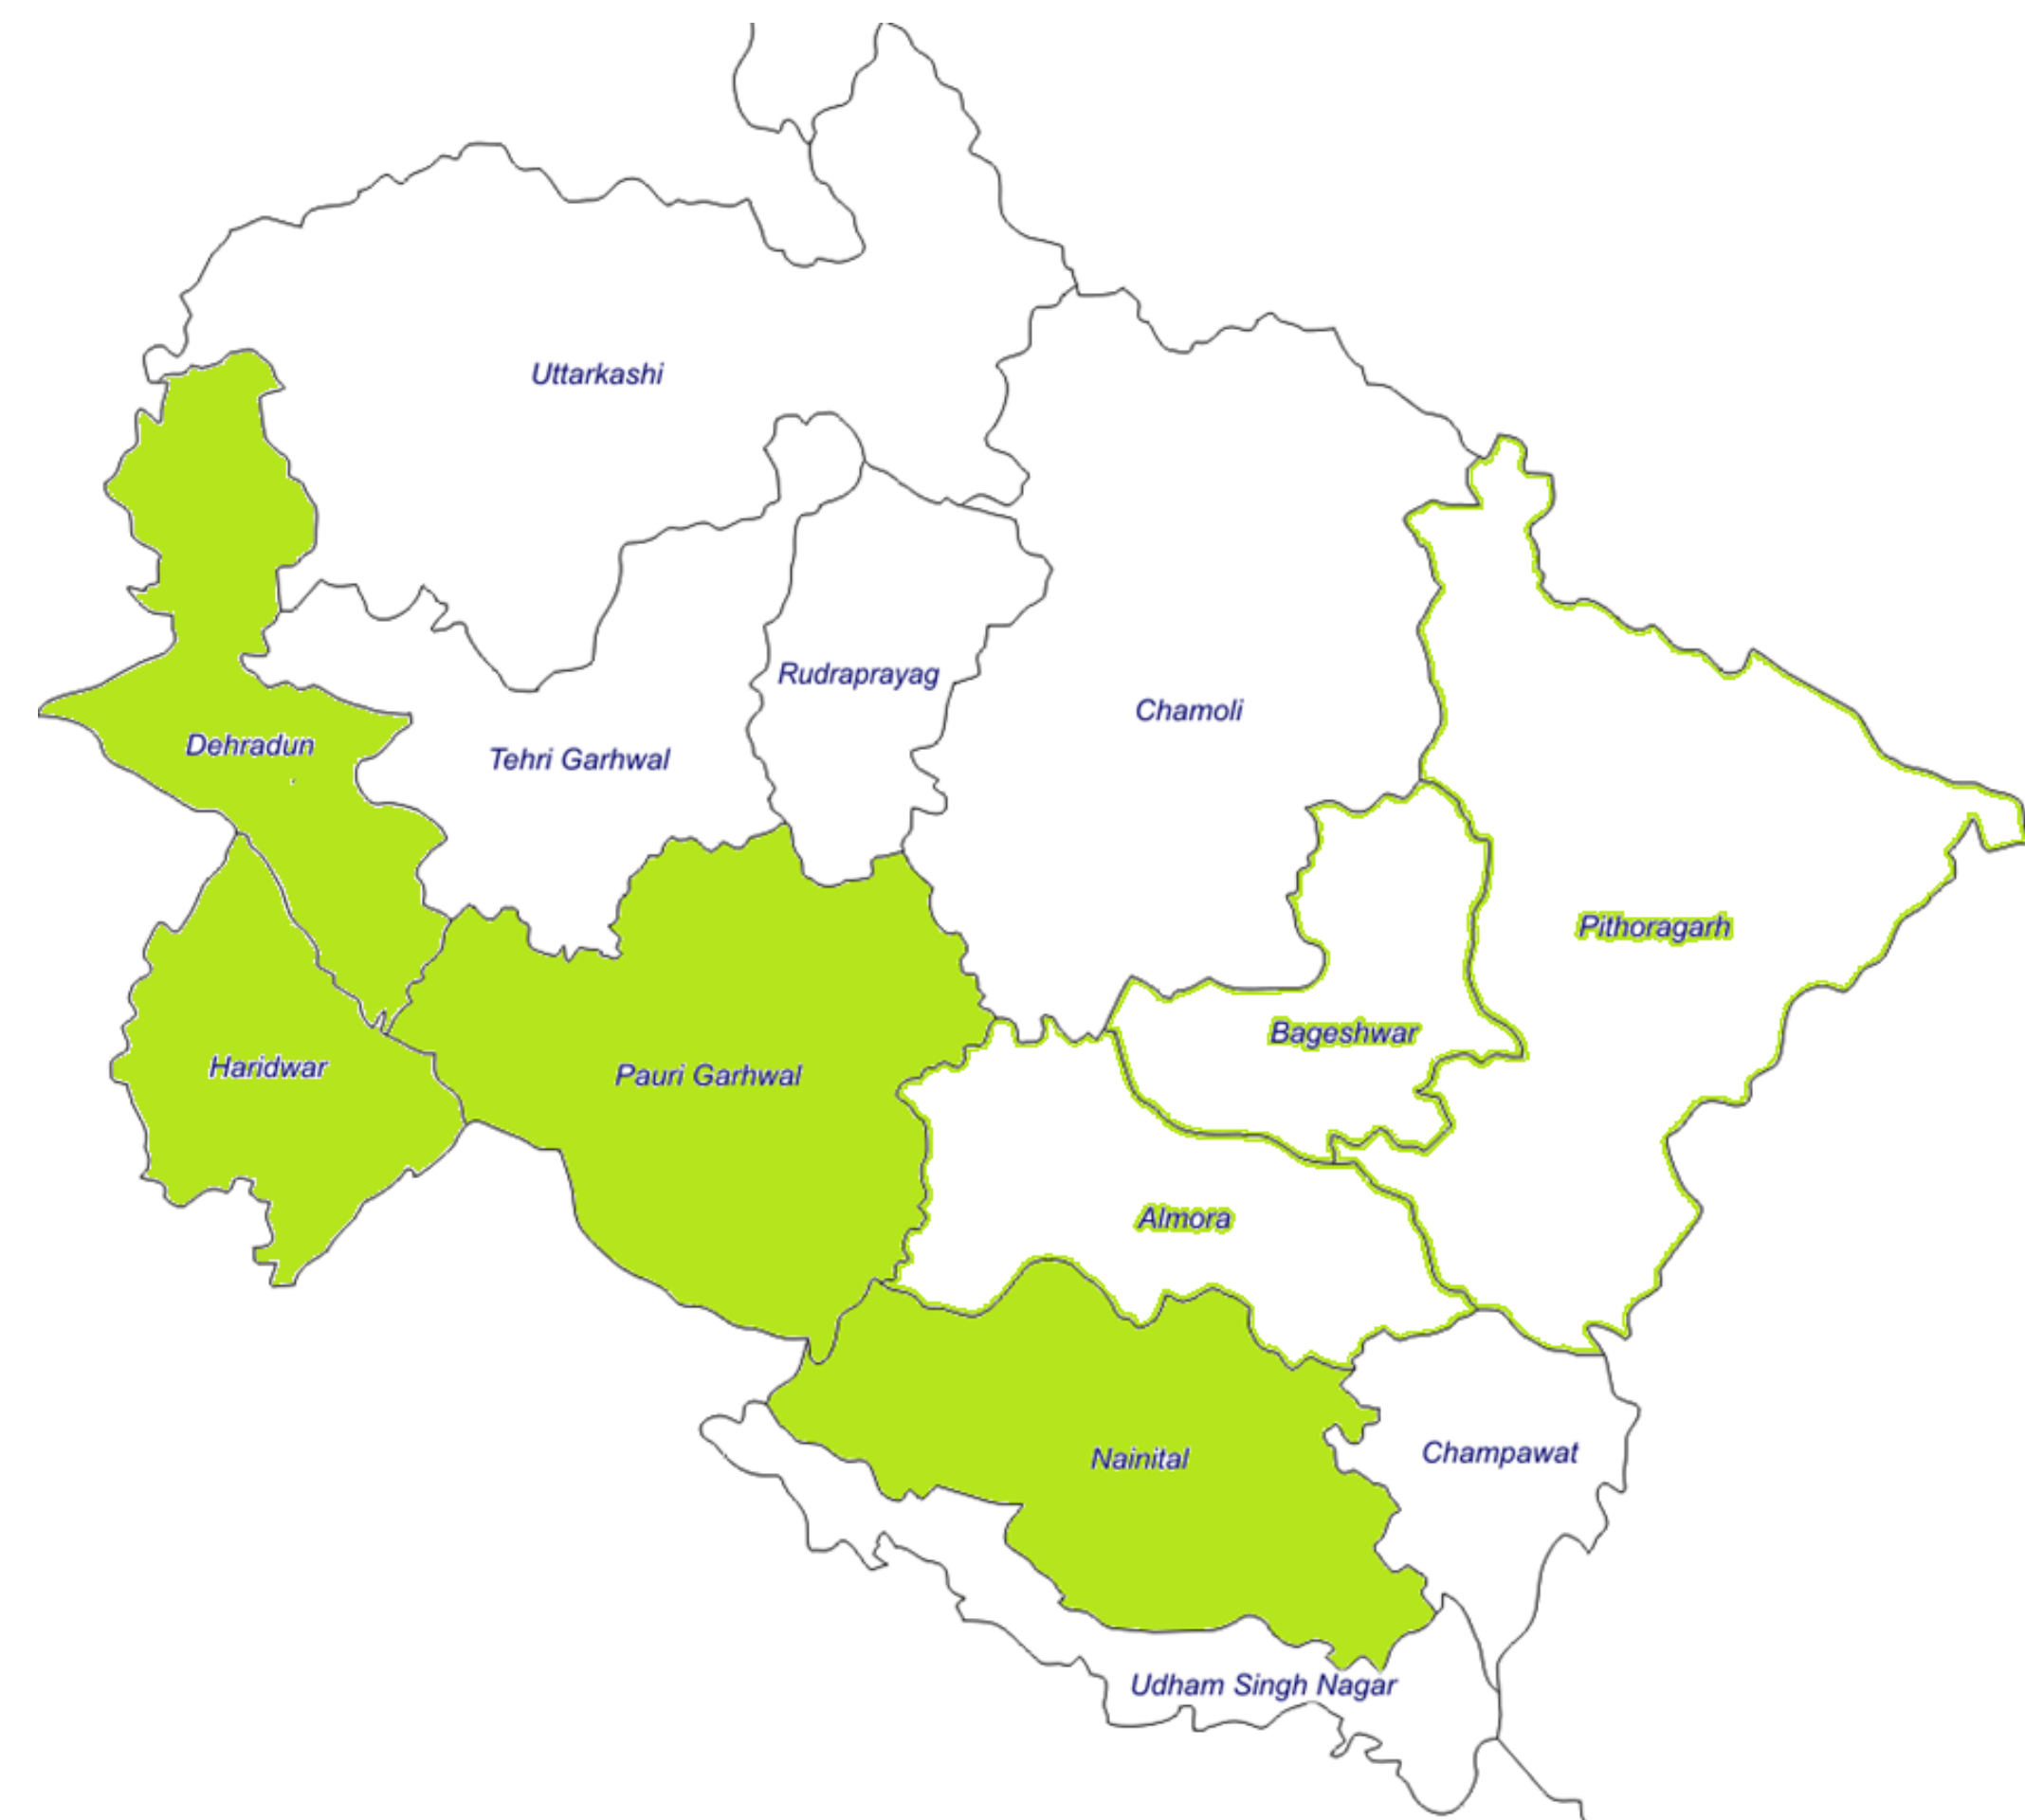 Uttarkashi
Rudraprayag
Chamoli
Dehradun
Tehri Garhwal
Pithoragarh
Bageshwar
Haridwar
Pauri Garhwal
Almora
Nainital
Champawat
Udham Singh Nagar